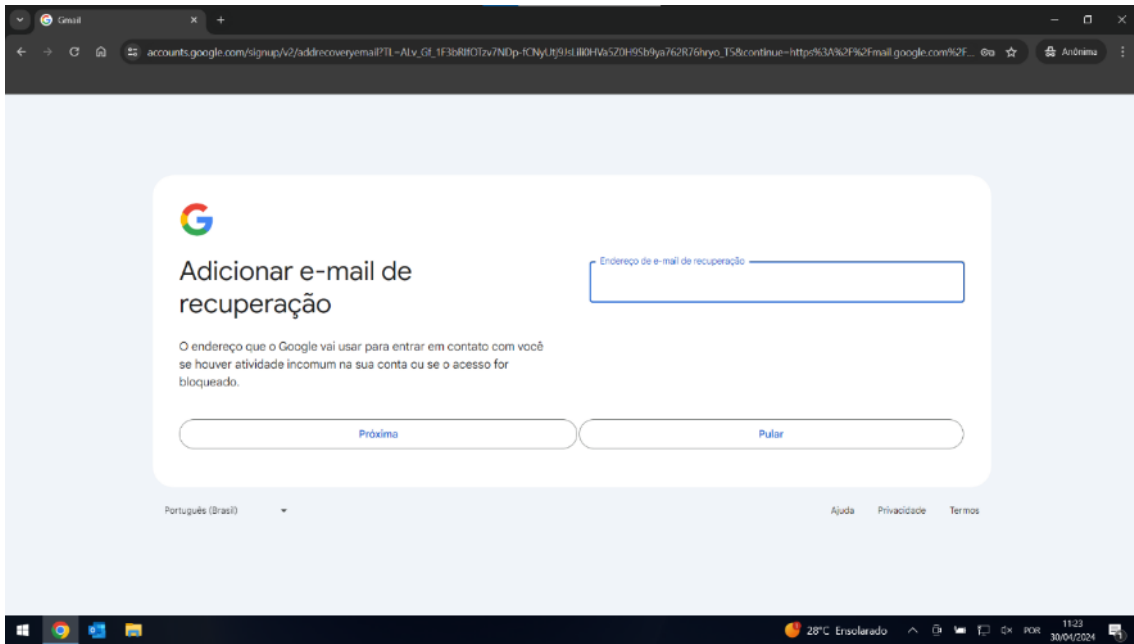 Gmail
Anônima
Adicionar e-mail de
recuperação
Endereço de e-mail de recuperação
O endereço que o Google vai usar para entrar em contato com você
se houver atividade incomum na sua conta ou se o acesso for
bloqueado.
Próxima
Pular
Português (Brasil)
Ajuda
Privacidade
Termos
28°C Ensolarado
POR
11:23
30/04/2024